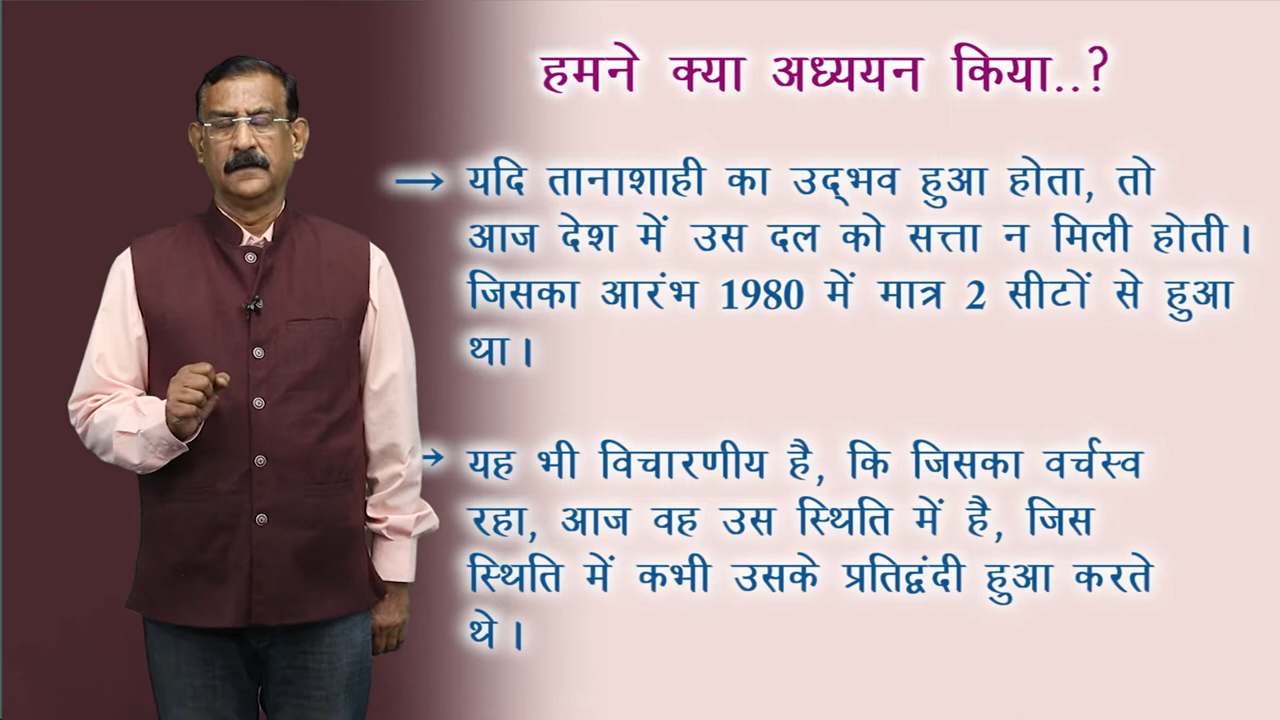 हमने क्या अध्ययन किया..?
→ यदि तानाशाही का उद्‌भव हुआ होता, तो
आज देश में उस दल को सत्ता न मिली होती।
जिसका आरंभ 1980 में मात्र 2 सीटों से हुआ
था।
→ यह भी विचारणीय है, कि जिसका वर्चस्व
रहा, आज वह उस स्थिति में है, जिस
स्थिति में कभी उसके प्रतिद्वंदी हुआ करते
थे।